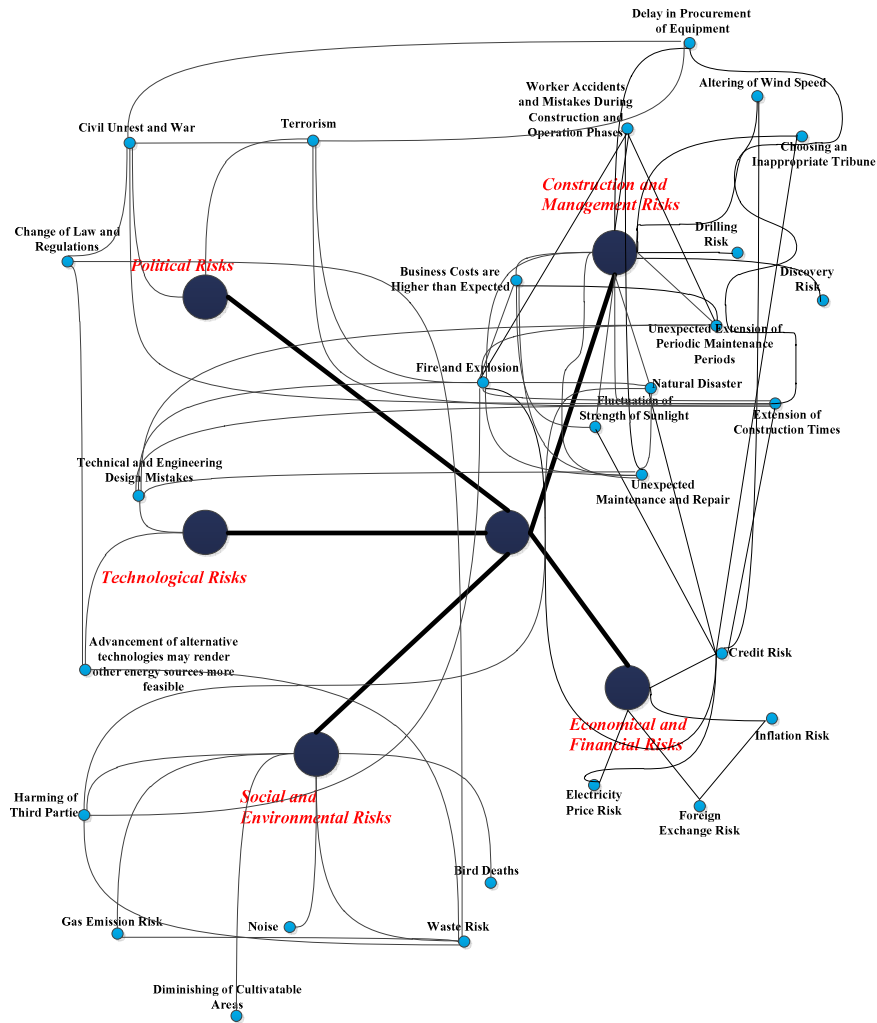 Delay in Procurement
of Equipment
Worker Accidents
and Mistakes During
Construction and
Operation Phases
Altering of Wind Speed
Civil Unrest and War
Terrorism
Choosing an
Inappropriate Tribune
Construction and
Management Risks
Change of Law and
Regulations
Drilling
Risk
Political Risks
Business Costs are
Higher than Expected
Discovery
Risk
Unexpected Extension of
Periodic Maintenance
Periods
Fire and Explosion
Natural Disaster
Fluctuation of
Strength of Sunlight
Extension of
Construction Times
Technical and Engineering
Design Mistakes
Unexpected
Maintenance and Repair
Technological Risks
Advancement of alternative
technologies may render
other energy sources more
feasible
Credit Risk
Economical and
Financial Risks
Inflation Risk
Social and
Environmental Risks
Harming of
Third Partie
Electricity
Price Risk
Foreign
Exchange Risk
Bird Deaths
Gas Emission Risk
Noise
Waste Risk
Diminishing of Cultivatable
Areas